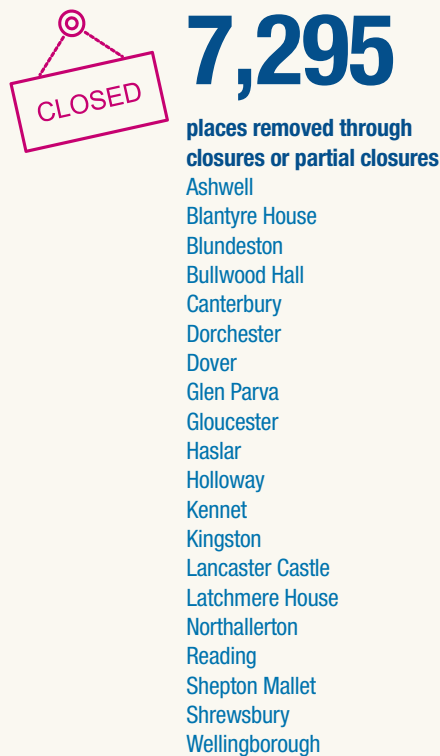 CLOSED
7,295
places removed through
closures or partial closures
Ashwell
Blantyre House
Blundeston
Bullwood Hall
Canterbury
Dorchester
Dover
Glen Parva
Gloucester
Haslar
Holloway
Kennet
Kingston
Lancaster Castle
Latchmere House
Northallerton
Reading
Shepton Mallet
Shrewsbury
Wellingborough